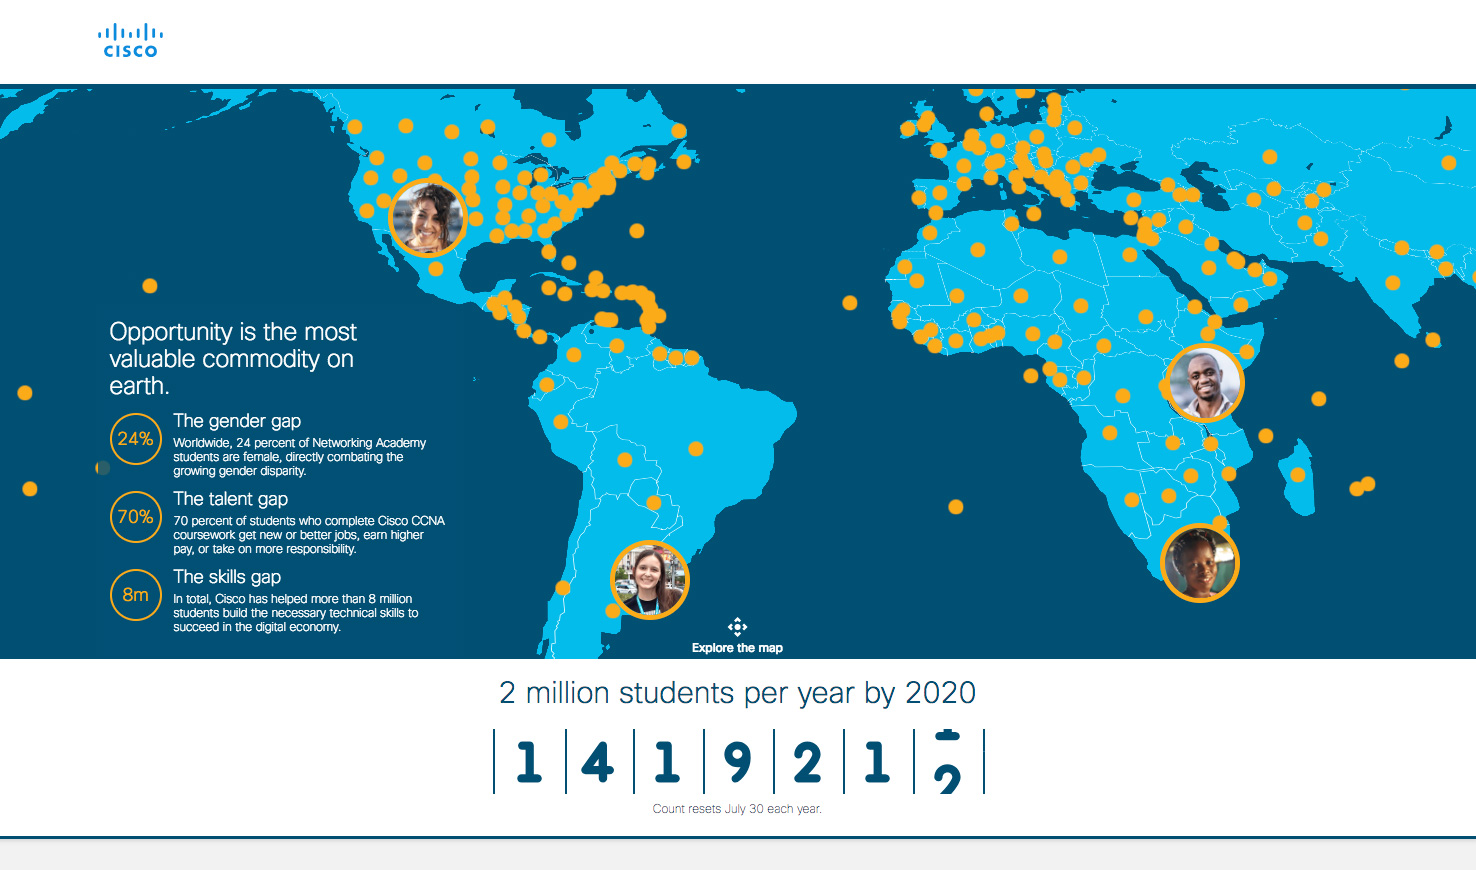 CISCO
Opportunity is the most
valuable commodity on
earth.
24%
The gender gap
Worldwide, 24 percent of Networking Academy
students are female, directly combating the
growing gender disparity.
70%
The talent gap
70 percent of students who complete Cisco CCNA
coursework get new or better jobs, earn higher
pay, or take on more responsibility.
8m
The skills gap
In total, Cisco has helped more than 8 million
students build the necessary technical skills to
succeed in the digital economy.
Explore the map
2 million students per year by 2020
1 4 1 9 2 1 2
Count resets July 30 each year.